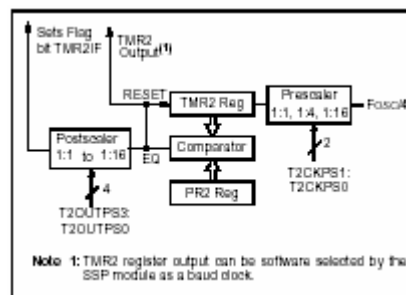 Sets Flag
bit TMR2IF
TMR2
Output(1)
RESET
TMR2 Reg
Prescaler
1:1, 1:4, 1:16
Fosc/4
Postscaler
1:1 to 1:16
EQ
Comparator
2
T2CKPS1:
T2CKPS0
4
PR2 Reg
T2OUTPS3:
T2OUTPS0
Note 1: TMR2 register output can be software selected by the
SSP module as a baud clock.